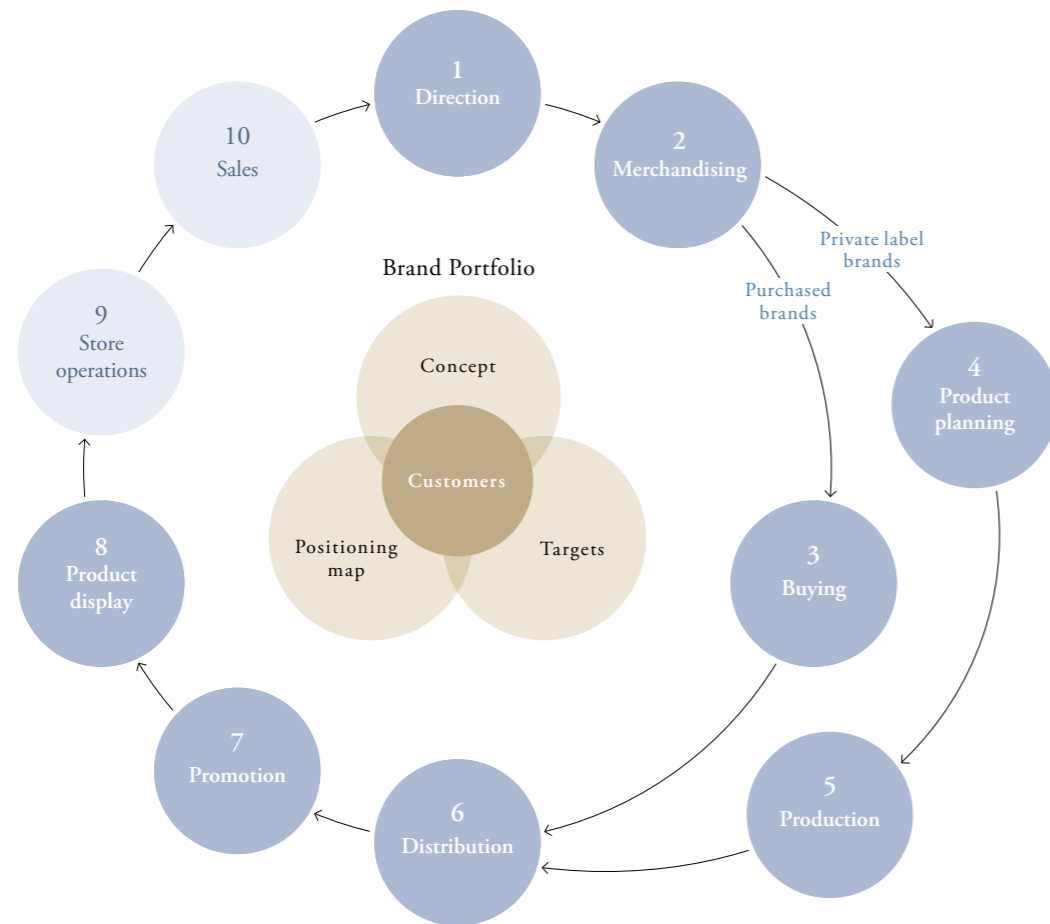 1
Direction
2
Merchandising
Private label
brands
Purchased
brands
3
Buying
4
Product
planning
5
Production
6
Distribution
7
Promotion
8
Product
display
9
Store
operations
10
Sales
Brand Portfolio
Concept
Customers
Positioning
map
Targets